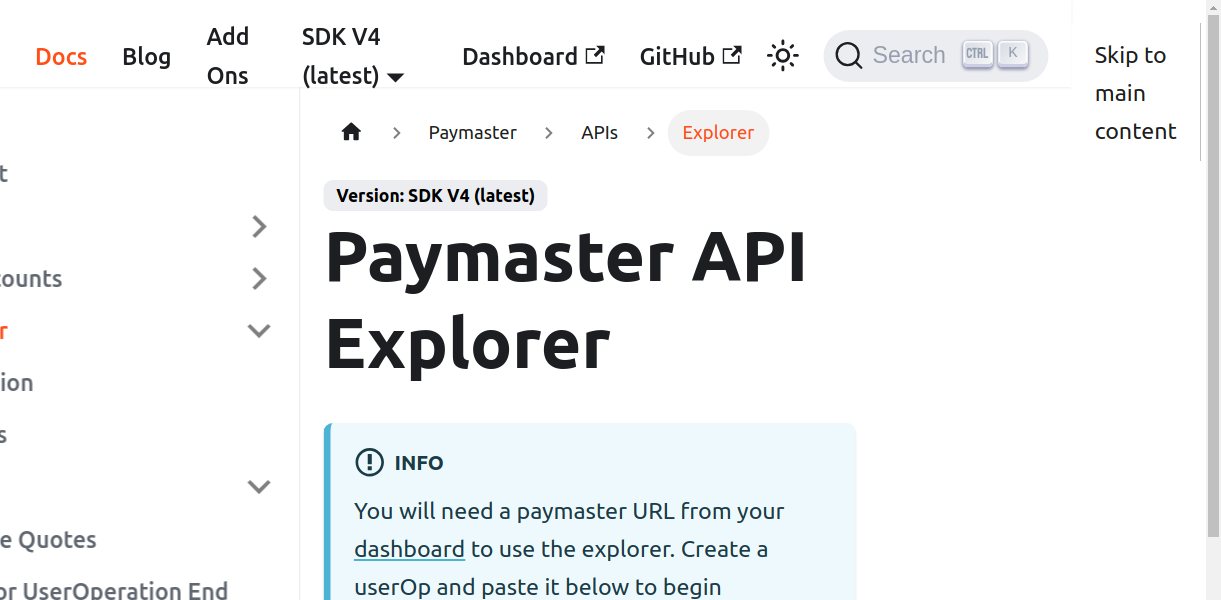 Docs
Blog
Add Ons
SDK V4 (latest)
Dashboard
GitHub
Search
CTRL
K
Skip to
main
content
t
Paymaster
APIs
Explorer
Version: SDK V4 (latest)
Paymaster API
Explorer
counts
r
ion
s
e Quotes
or UserOperation End
INFO
You will need a paymaster URL from your
dashboard to use the explorer. Create a
userOp and paste it below to begin